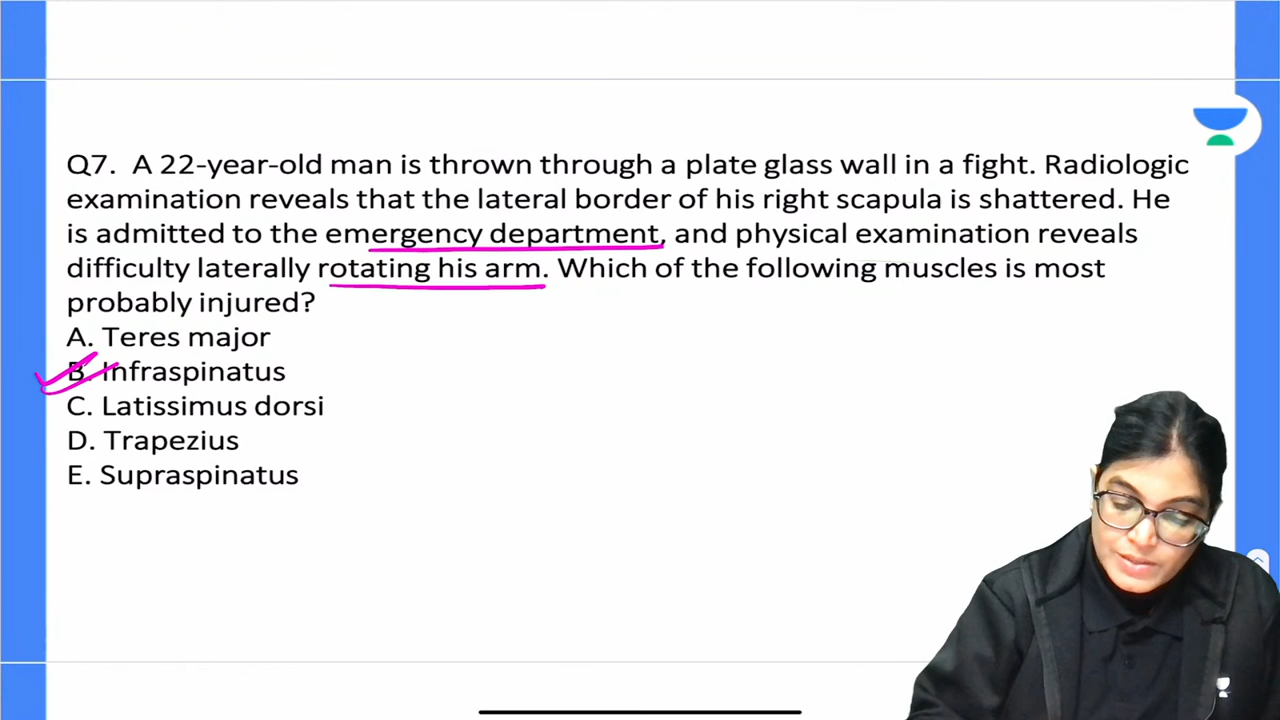 Q7. A 22-year-old man is thrown through a plate glass wall in a fight. Radiologic
examination reveals that the lateral border of his right scapula is shattered. He
is admitted to the emergency department, and physical examination reveals
difficulty laterally rotating his arm. Which of the following muscles is most
probably injured?
A. Teres major
B. Infraspinatus
C. Latissimus dorsi
D. Trapezius
E. Supraspinatus